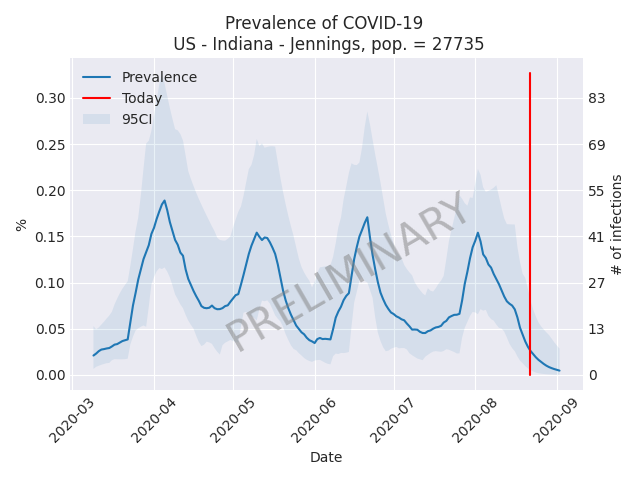 Prevalence of COVID-19
US - Indiana - Jennings, pop. = 27735
Prevalence
Today
95CI
0.30
0.25
0.20
0.15
0.10
0.05
0.00
%
83
69
55
41
27
13
0
# of infections
PRELIMINARY
2020-03
2020-04
2020-05
2020-06
2020-07
2020-08
2020-09
Date